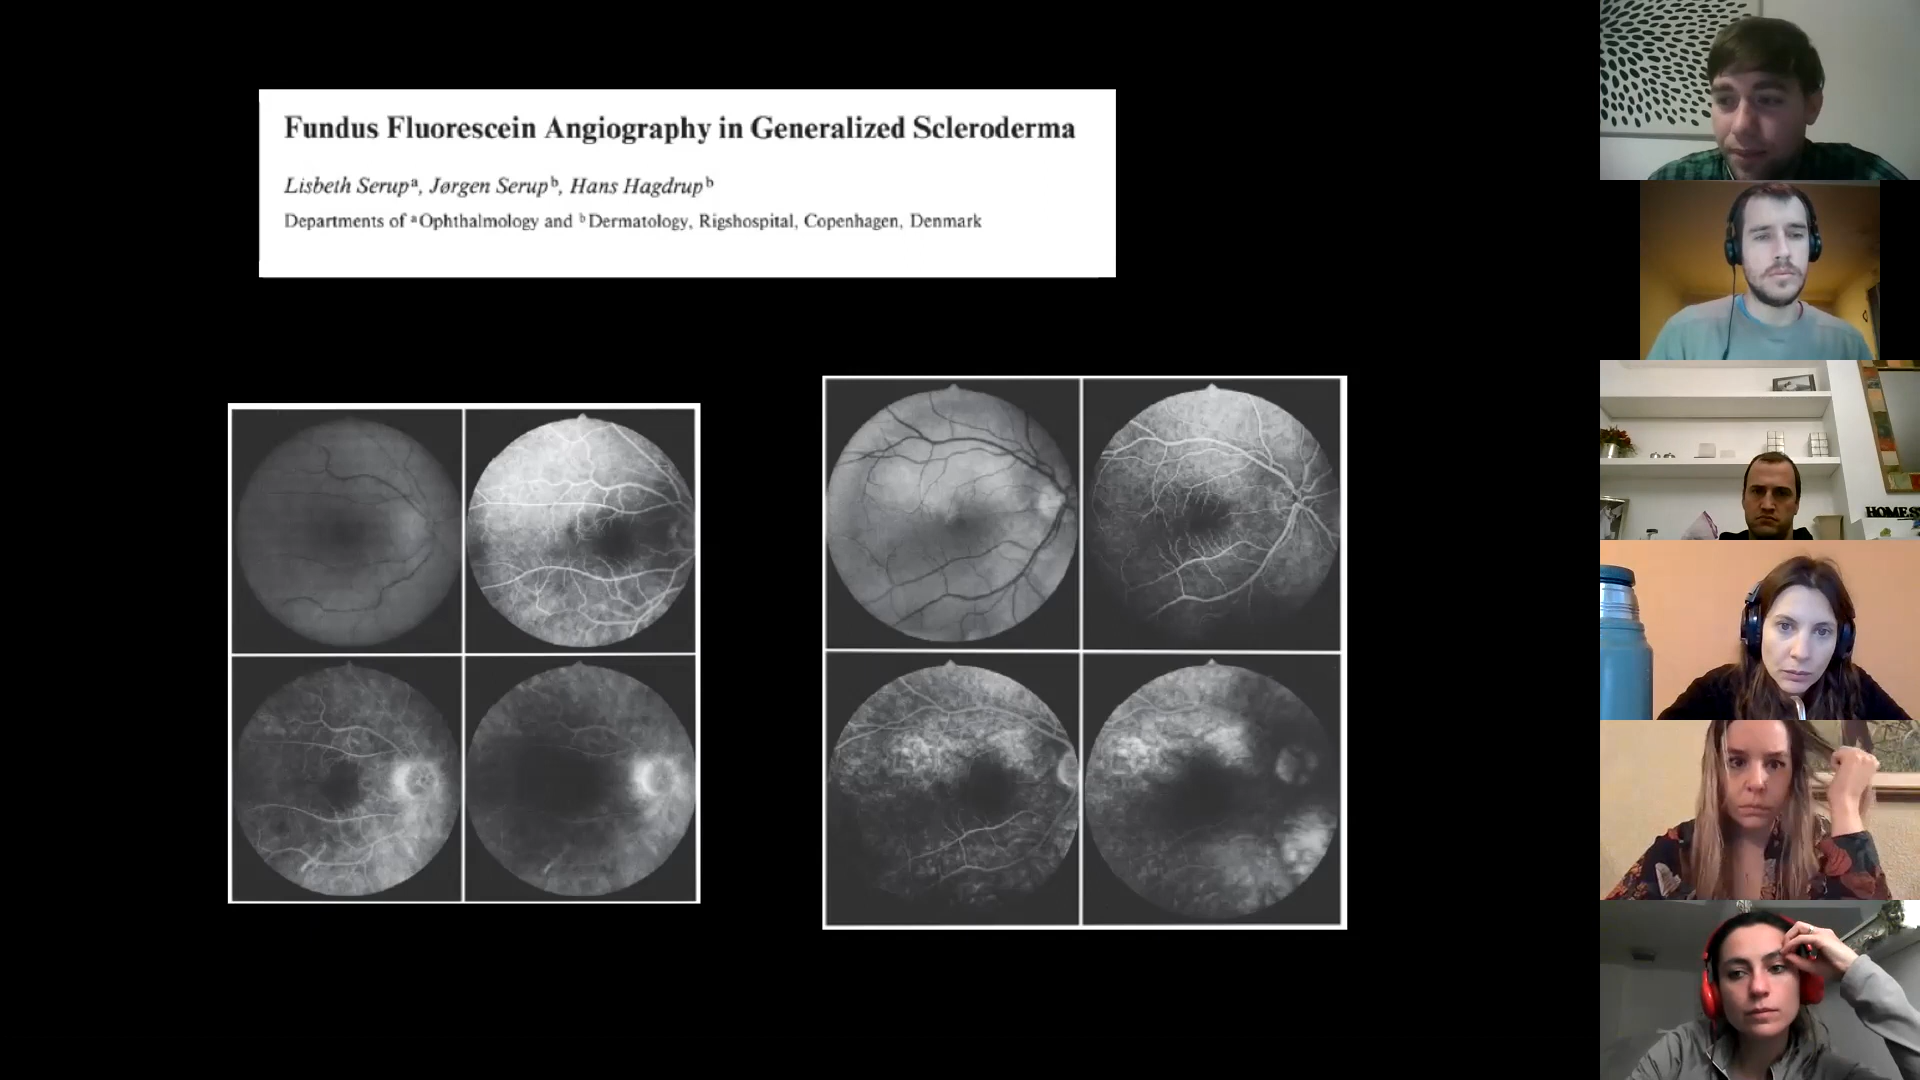 Fundus Fluorescein Angiography in Generalized Scleroderma
Lisbeth Serupᵃ, Jørgen Serupᵇ, Hans Hagdrupᵇ
Departments of ᵃOphthalmology and ᵇDermatology, Rigshospital, Copenhagen, Denmark
HOMES